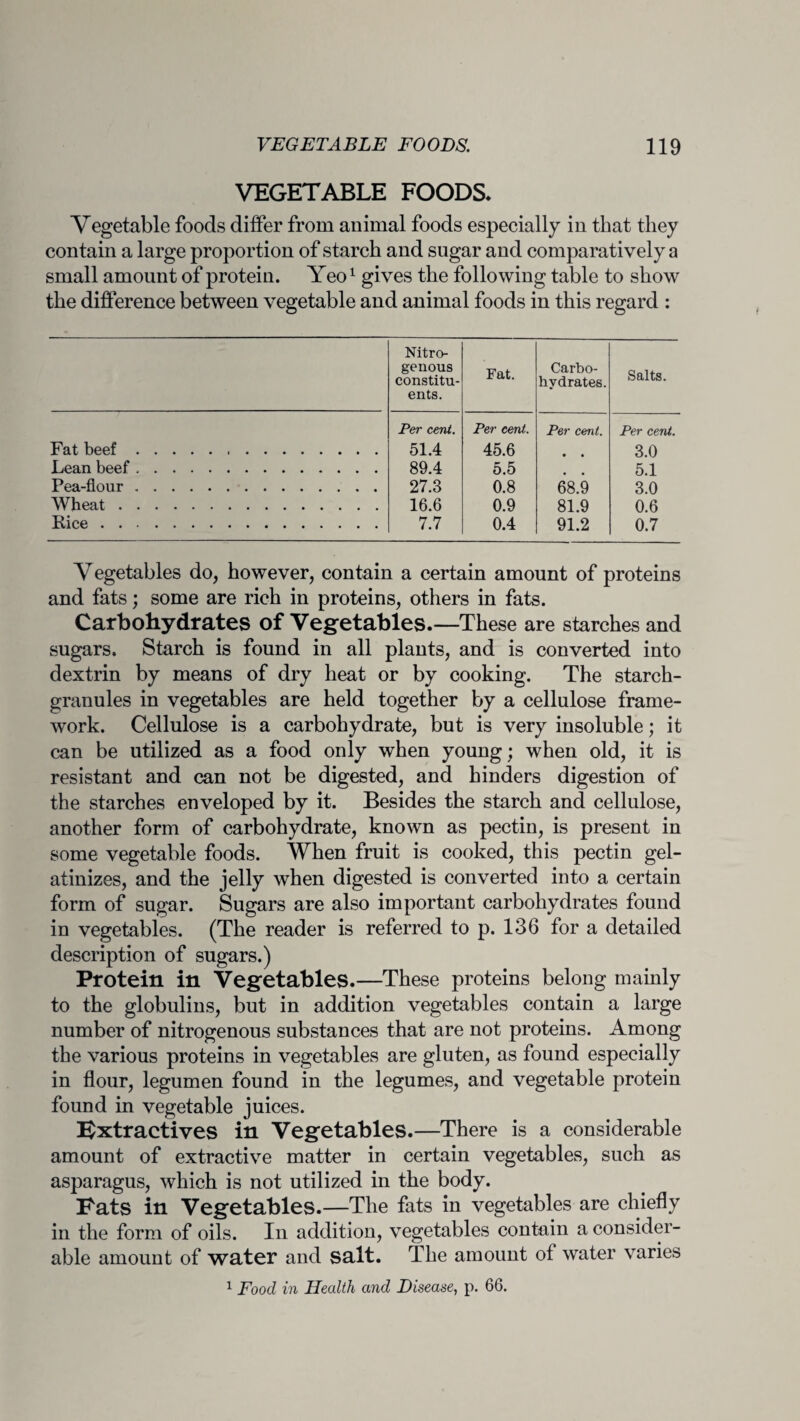 VEGETABLE FOODS. 119
VEGETABLE FOODS.
Vegetable foods differ from animal foods especially in that they
contain a large proportion of starch and sugar and comparatively a
small amount of protein. Yeo¹ gives the following table to show
the difference between vegetable and animal foods in this regard :
Nitro-
genous
constitu-
ents. Fat. Carbo-
hydrates. Salts.
Per cent. Per cent. Per cent. Per cent.
Fat beef . . . . . . . . . . . . . . 51.4 45.6 . . 3.0
Lean beef . . . . . . . . . . . . . . 89.4 5.5 . . 5.1
Pea-flour . . . . . . . . . . . . . . 27.3 0.8 68.9 3.0
Wheat . . . . . . . . . . . . . . . 16.6 0.9 81.9 0.6
Rice . . . . . . . . . . . . . . . . 7.7 0.4 91.2 0.7
Vegetables do, however, contain a certain amount of proteins
and fats; some are rich in proteins, others in fats.
Carbohydrates of Vegetables.—These are starches and
sugars. Starch is found in all plants, and is converted into
dextrin by means of dry heat or by cooking. The starch-
granules in vegetables are held together by a cellulose frame-
work. Cellulose is a carbohydrate, but is very insoluble; it
can be utilized as a food only when young; when old, it is
resistant and can not be digested, and hinders digestion of
the starches enveloped by it. Besides the starch and cellulose,
another form of carbohydrate, known as pectin, is present in
some vegetable foods. When fruit is cooked, this pectin gel-
atinizes, and the jelly when digested is converted into a certain
form of sugar. Sugars are also important carbohydrates found
in vegetables. (The reader is referred to p. 136 for a detailed
description of sugars.)
Protein in Vegetables.—These proteins belong mainly
to the globulins, but in addition vegetables contain a large
number of nitrogenous substances that are not proteins. Among
the various proteins in vegetables are gluten, as found especially
in flour, legumen found in the legumes, and vegetable protein
found in vegetable juices.
Extractives in Vegetables.—There is a considerable
amount of extractive matter in certain vegetables, such as
asparagus, which is not utilized in the body.
Fats in Vegetables.—The fats in vegetables are chiefly
in the form of oils. In addition, vegetables contain a consider-
able amount of water and salt. The amount of water varies
¹ Food in Health and Disease, p. 66.